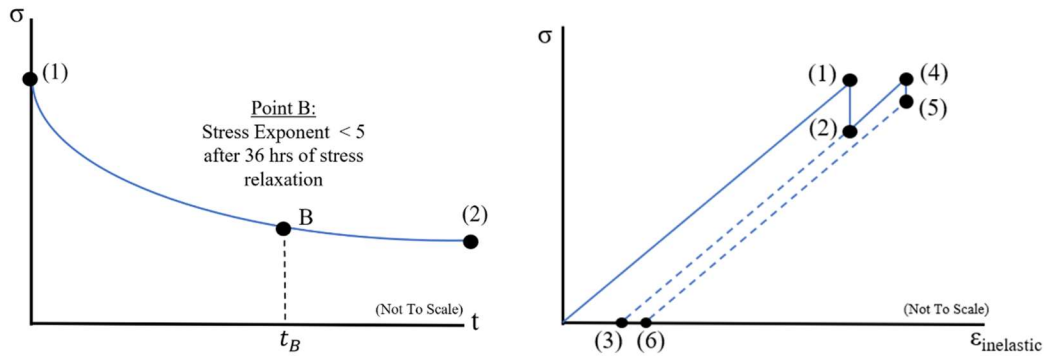 σ
(1)
Point B:
Stress Exponent < 5
after 36 hrs of stress
relaxation
B
(2)
(Not To Scale)
t
t_B
σ
(1)
(4)
(5)
(2)
(Not To Scale)
(3)
(6)
ε_inelastic